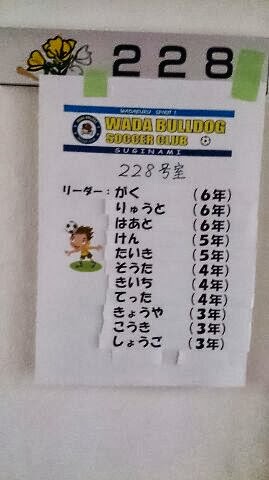 228
WADA BULLDOG
SOCCER CLUB
SUGINAMI
228号室
リーダー：がく （6年）
りゅうと （6年）
はあと （6年）
けん （5年）
たいき （5年）
そうた （4年）
きいち （4年）
てった （4年）
きょうや （3年）
こうき （3年）
しょうご （3年）